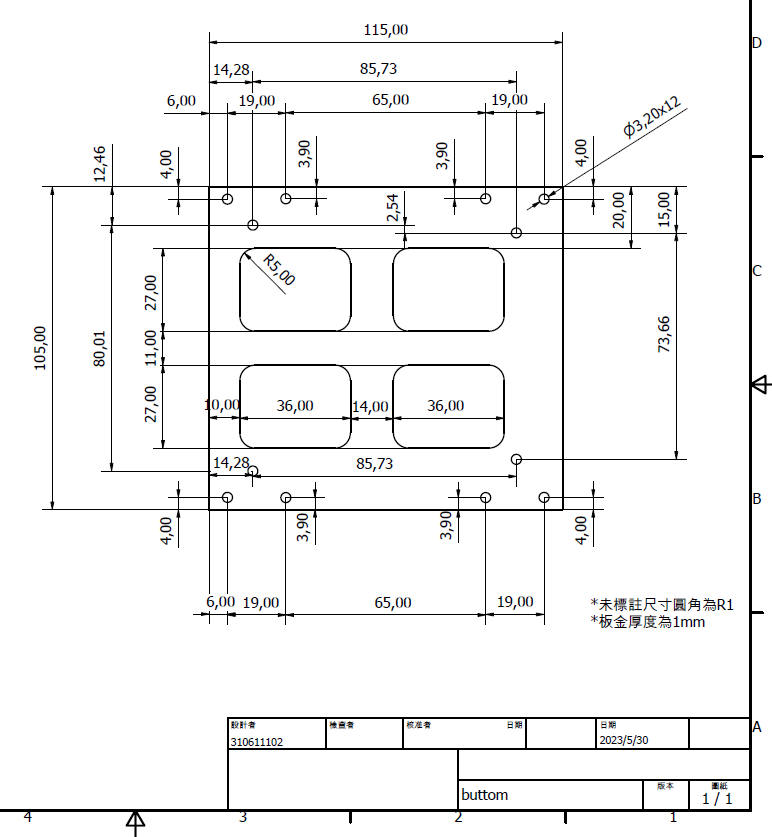 115,00
D
14,28
85,73
6,00
19,00
65,00
19,00
Ø3,20x12
12,46
4,00
3,90
3,90
4,00
2,54
20,00
15,00
R5,00
C
27,00
11,00
27,00
105,00
80,01
73,66
10,00
36,00
14,00
36,00
14,28
85,73
B
4,00
3,90
3,90
4,00
6,00
19,00
65,00
19,00
*未標註尺寸圓角為R1
*板金厚度為1mm
設計者
檢查者
核准者
日期
日期
A
310611102
2023/5/30
版本
圖紙
buttom
1 / 1
4
3
2
1